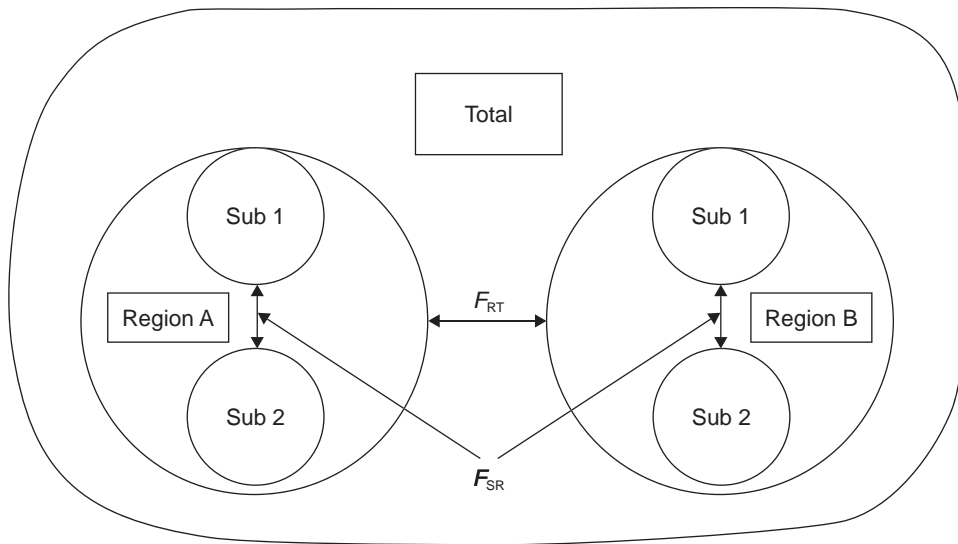 Total
Sub 1
Sub 1
Region A
F_RT
Region B
Sub 2
Sub 2
F_SR